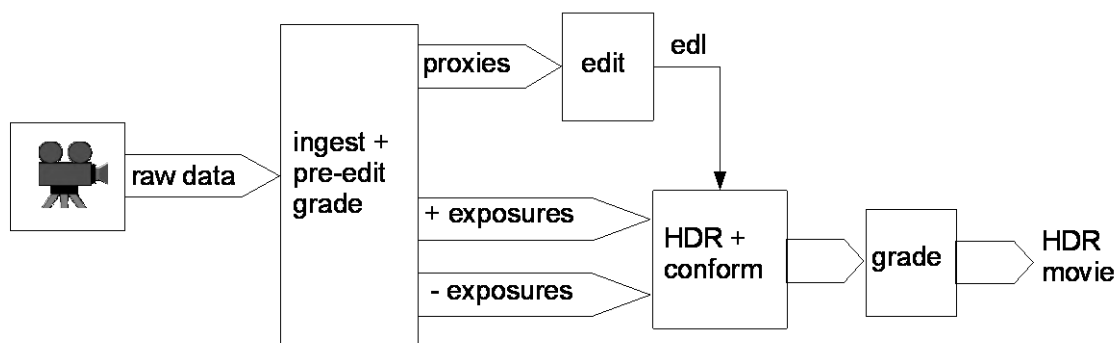 proxies
edit
edl
raw data
ingest +
pre-edit
grade
+ exposures
- exposures
HDR +
conform
grade
HDR
movie